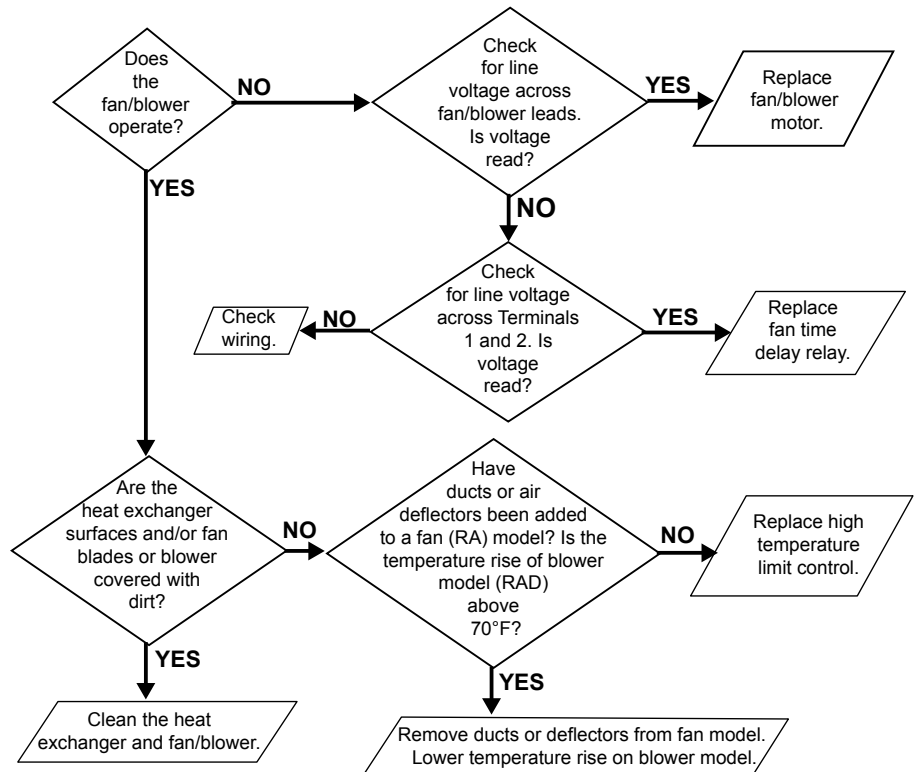 Does
the
fan/blower
operate?
NO
Check
for line
voltage across
fan/blower leads.
Is voltage
read?
YES
Replace
fan/blower
motor.
YES
NO
Check
for line voltage
across Terminals
1 and 2. Is
voltage
read?
NO
Check
wiring.
YES
Replace
fan time
delay relay.
Are the
heat exchanger
surfaces and/or fan
blades or blower
covered with
dirt?
NO
Have
ducts or air
deflectors been added
to a fan (RA) model? Is the
temperature rise of blower
model (RAD)
above
70°F?
NO
Replace high
temperature
limit control.
YES
Clean the heat
exchanger and fan/blower.
YES
Remove ducts or deflectors from fan model.
Lower temperature rise on blower model.